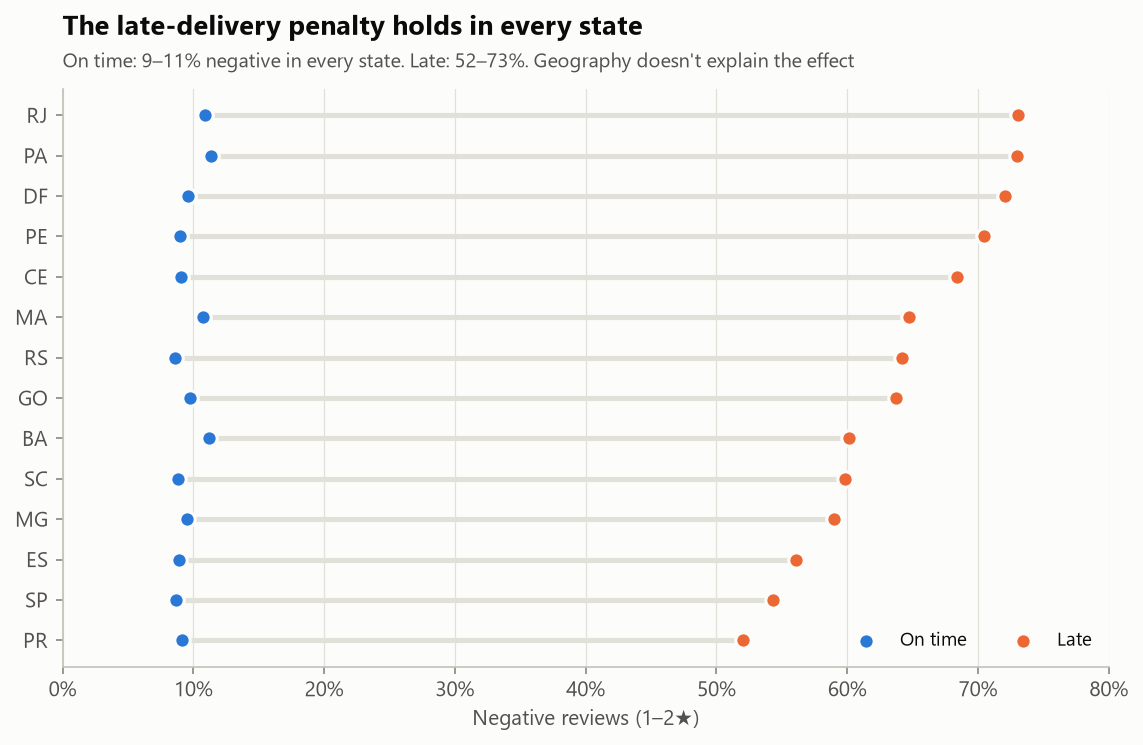 The late-delivery penalty holds in every state
On time: 9–11% negative in every state. Late: 52–73%. Geography doesn't explain the effect
RJ
PA
DF
PE
CE
MA
RS
GO
BA
SC
MG
ES
SP
PR
On time Late
0% 10% 20% 30% 40% 50% 60% 70% 80%
Negative reviews (1–2★)